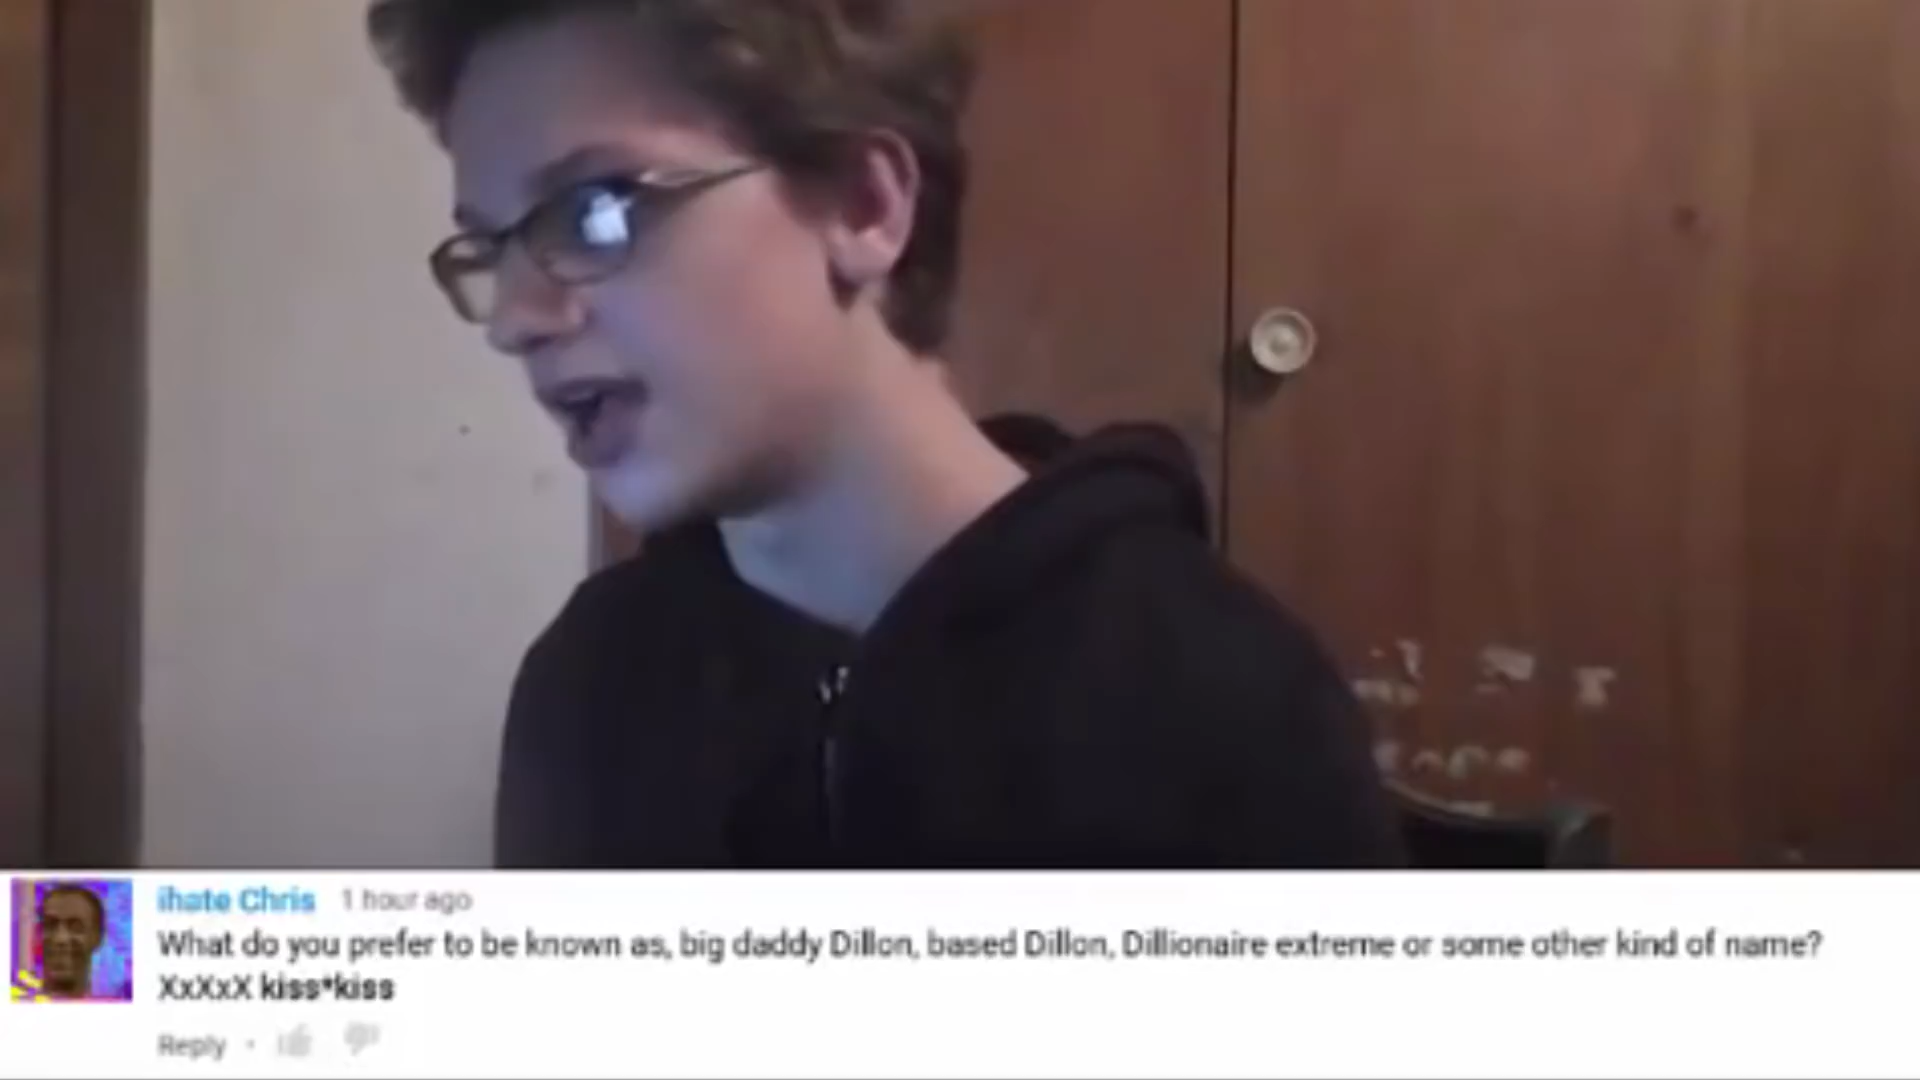 ihate Chris 1 hour ago
What do you prefer to be known as, big daddy Dillon, based Dillon, Dillionaire extreme or some other kind of name?
XxXxX kiss*kiss
Reply